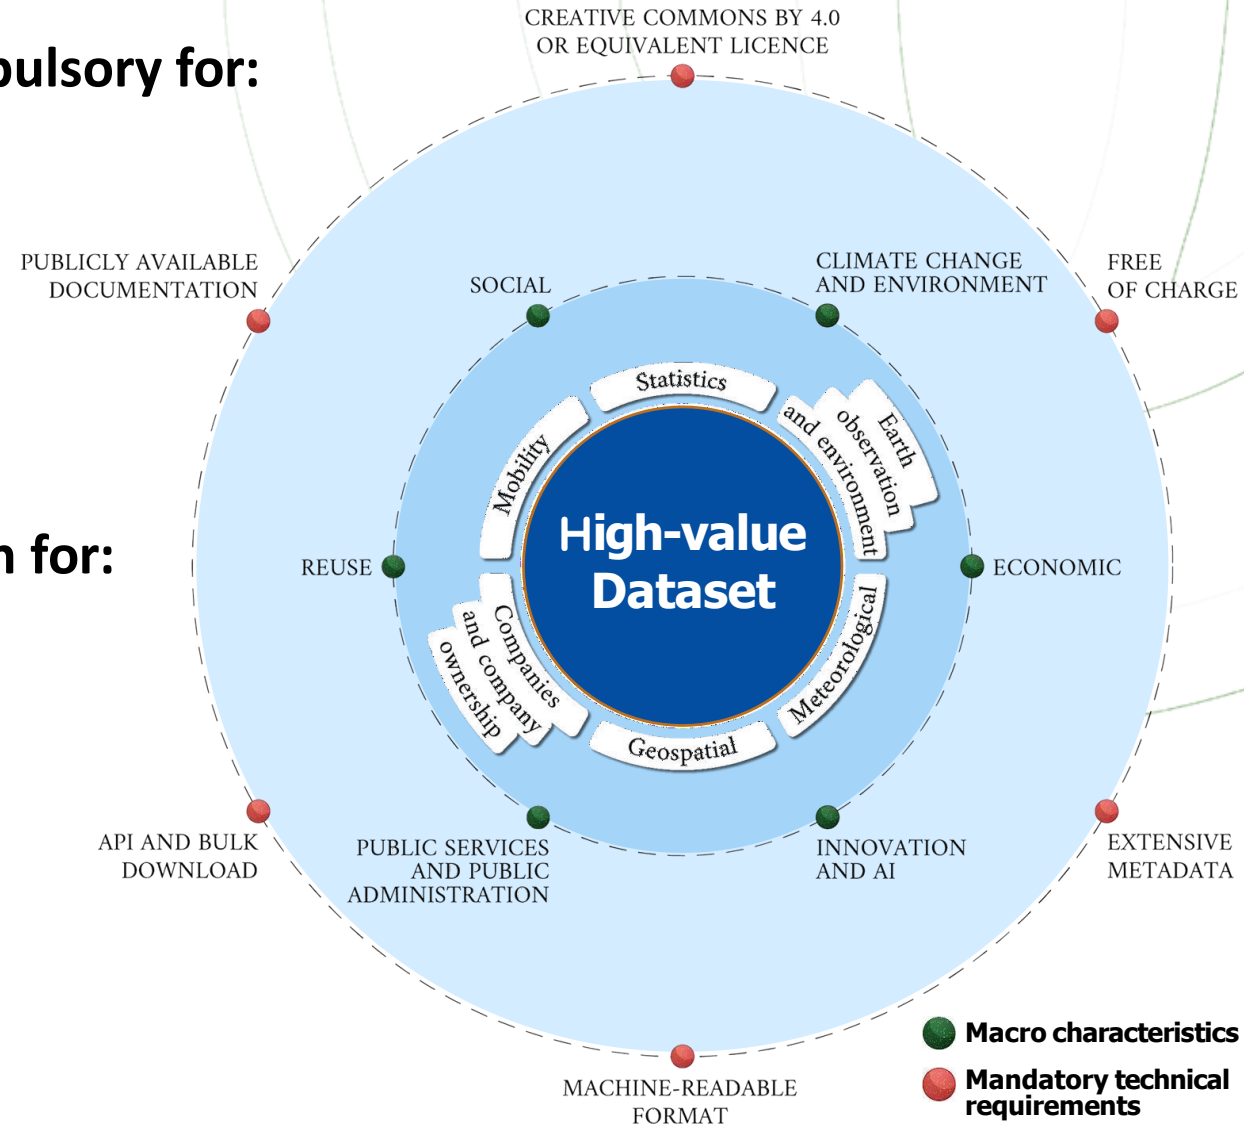 CREATIVE COMMONS BY 4.0
OR EQUIVALENT LICENCE
pulsory for:
PUBLICLY AVAILABLE
DOCUMENTATION
SOCIAL
CLIMATE CHANGE
AND ENVIRONMENT
FREE
OF CHARGE
Statistics
Mobility
Earth
observation
and environment
High-value
Dataset
n for:
REUSE
ECONOMIC
Companies
and company
ownership
Meteorological
Geospatial
API AND BULK
DOWNLOAD
PUBLIC SERVICES
AND PUBLIC
ADMINISTRATION
INNOVATION
AND AI
EXTENSIVE
METADATA
MACHINE-READABLE
FORMAT
Macro characteristics
Mandatory technical
requirements